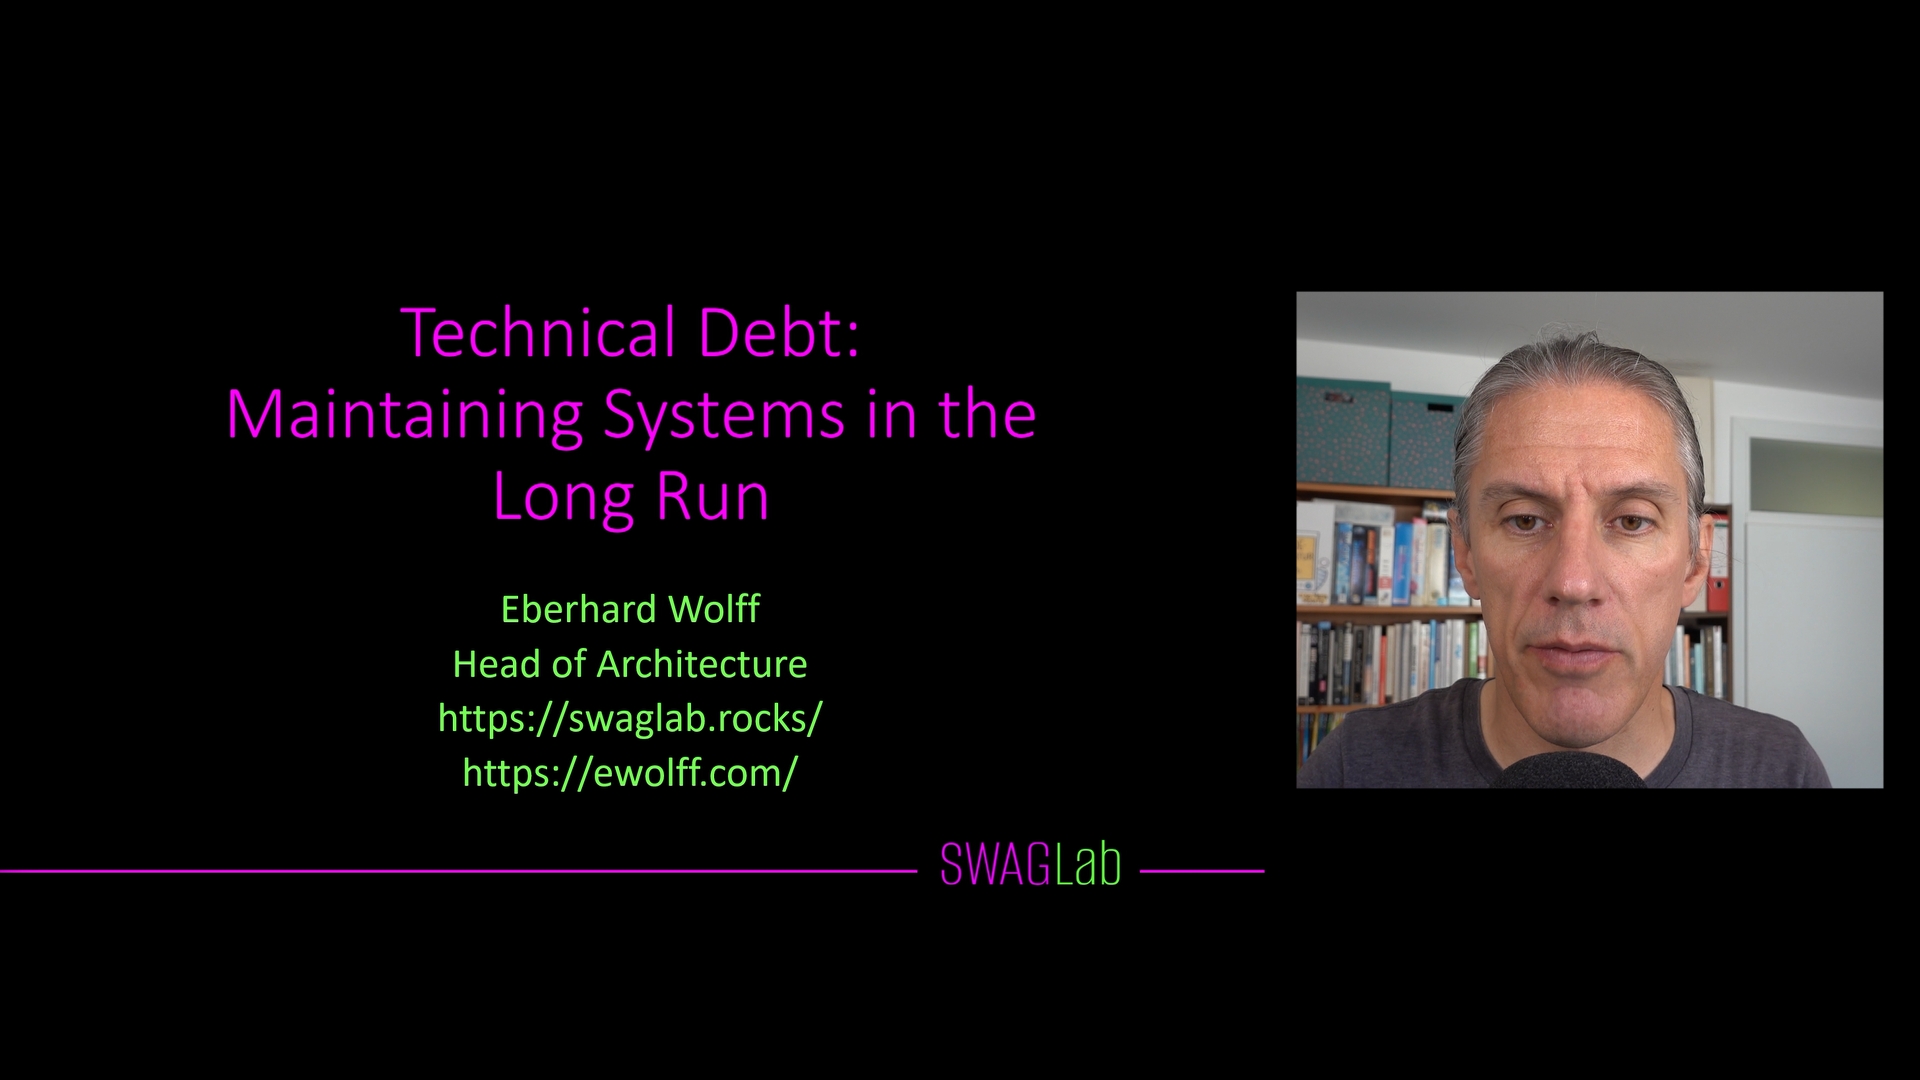 Technical Debt:
Maintaining Systems in the
Long Run
Eberhard Wolff
Head of Architecture
https://swaglab.rocks/
https://ewolff.com/
SWAGLab